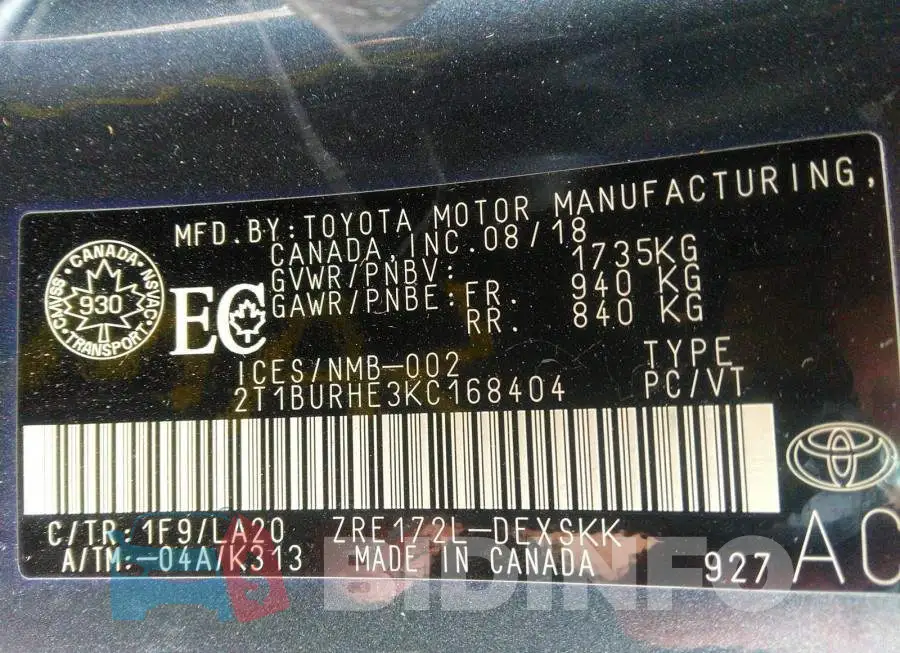 MFD.BY:TOYOTA MOTOR MANUFACTURING,
CANADA, INC.08/18
GVWR/PNBV: 1735KG
GAWR/PNBE:FR. 940 KG
RR. 840 KG
CANADA NSVAC TRANSPORT CMVSS
930
EC
ICES/NMB-002 TYPE
2T1BURHE3KC168404 PC/VT
C/TR:1F9/LA20 ZRE172L-DEXSKK
A/TM:-04A/K313 MADE IN CANADA 927 AC
BIDINFO